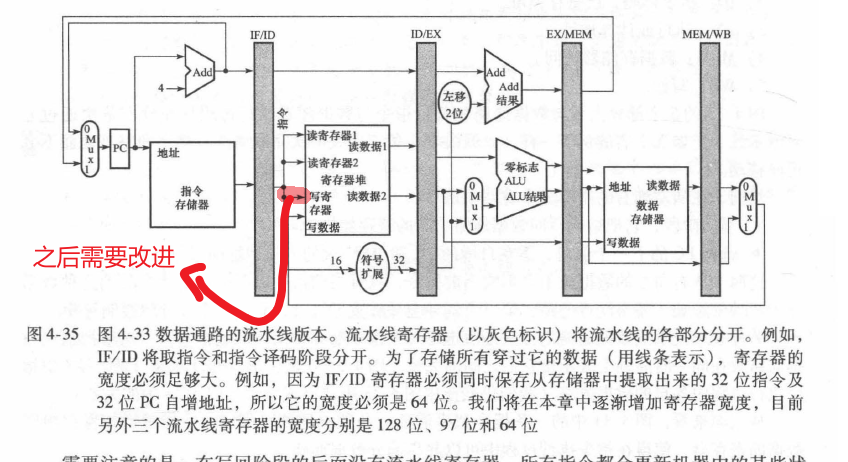 IF/ID
ID/EX
EX/MEM
MEM/WB
Add
4
Add
Add
结果
左移
2位
指令
0
M
u
x
1
PC
地址
指令
存储器
读寄存器1
读数据1
读寄存器2
寄存器堆
写寄
存器
读数据2
写数据
零标志
ALU
ALU结果
0
M
u
x
1
地址
读数据
数据
存储器
写数据
0
M
u
x
1
16
符号
扩展
32
之后需要改进
图 4-35 图 4-33 数据通路的流水线版本。流水线寄存器（以灰色标识）将流水线的各部分分开。例如，
IF/ID 将取指令和指令译码阶段分开。为了存储所有穿过它的数据（用线条表示），寄存器的
宽度必须足够大。例如，因为 IF/ID 寄存器必须同时保存从存储器中提取出来的 32 位指令及
32 位 PC 自增地址，所以它的宽度必须是 64 位。我们将在本章中逐渐增加寄存器宽度，目前
另外三个流水线寄存器的宽度分别是 128 位、97 位和 64 位